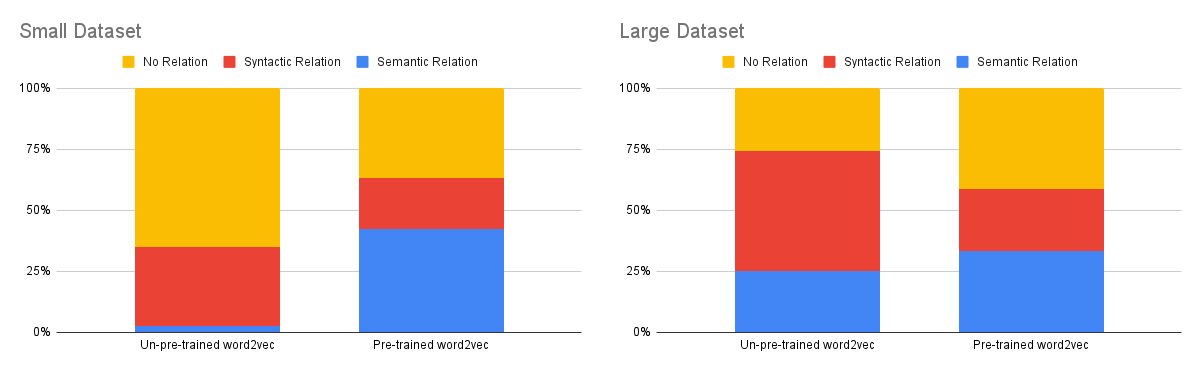 Small Dataset
No Relation Syntactic Relation Semantic Relation
100%
75%
50%
25%
0%
Un-pre-trained word2vec Pre-trained word2vec
Large Dataset
No Relation Syntactic Relation Semantic Relation
100%
75%
50%
25%
0%
Un-pre-trained word2vec Pre-trained word2vec